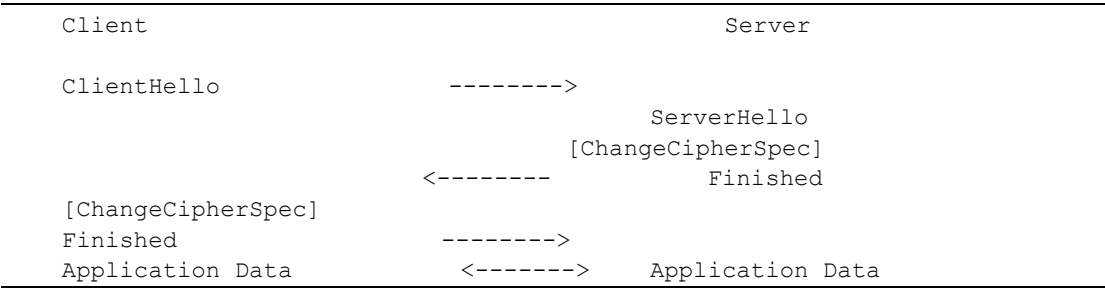 Client Server
ClientHello -------->
ServerHello
[ChangeCipherSpec]
<-------- Finished
[ChangeCipherSpec]
Finished -------->
Application Data <-------> Application Data